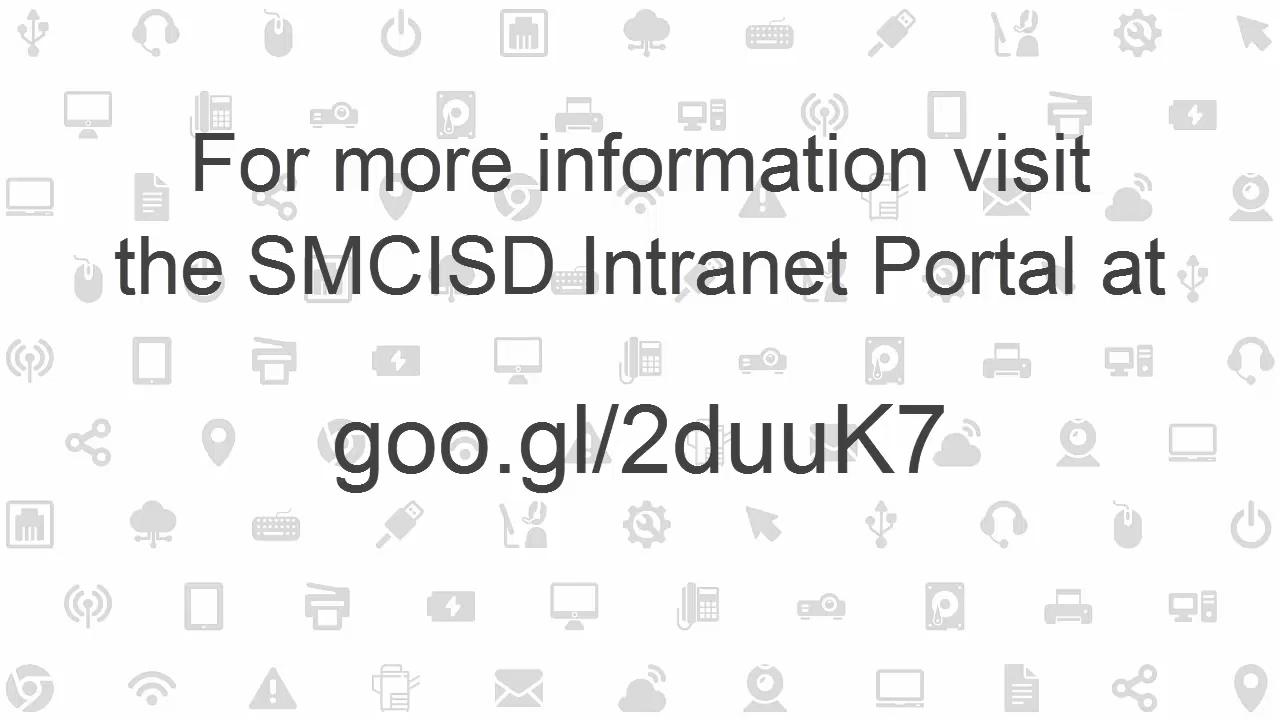 For more information visit
the SMCISD Intranet Portal at
goo.gl/2duuK7